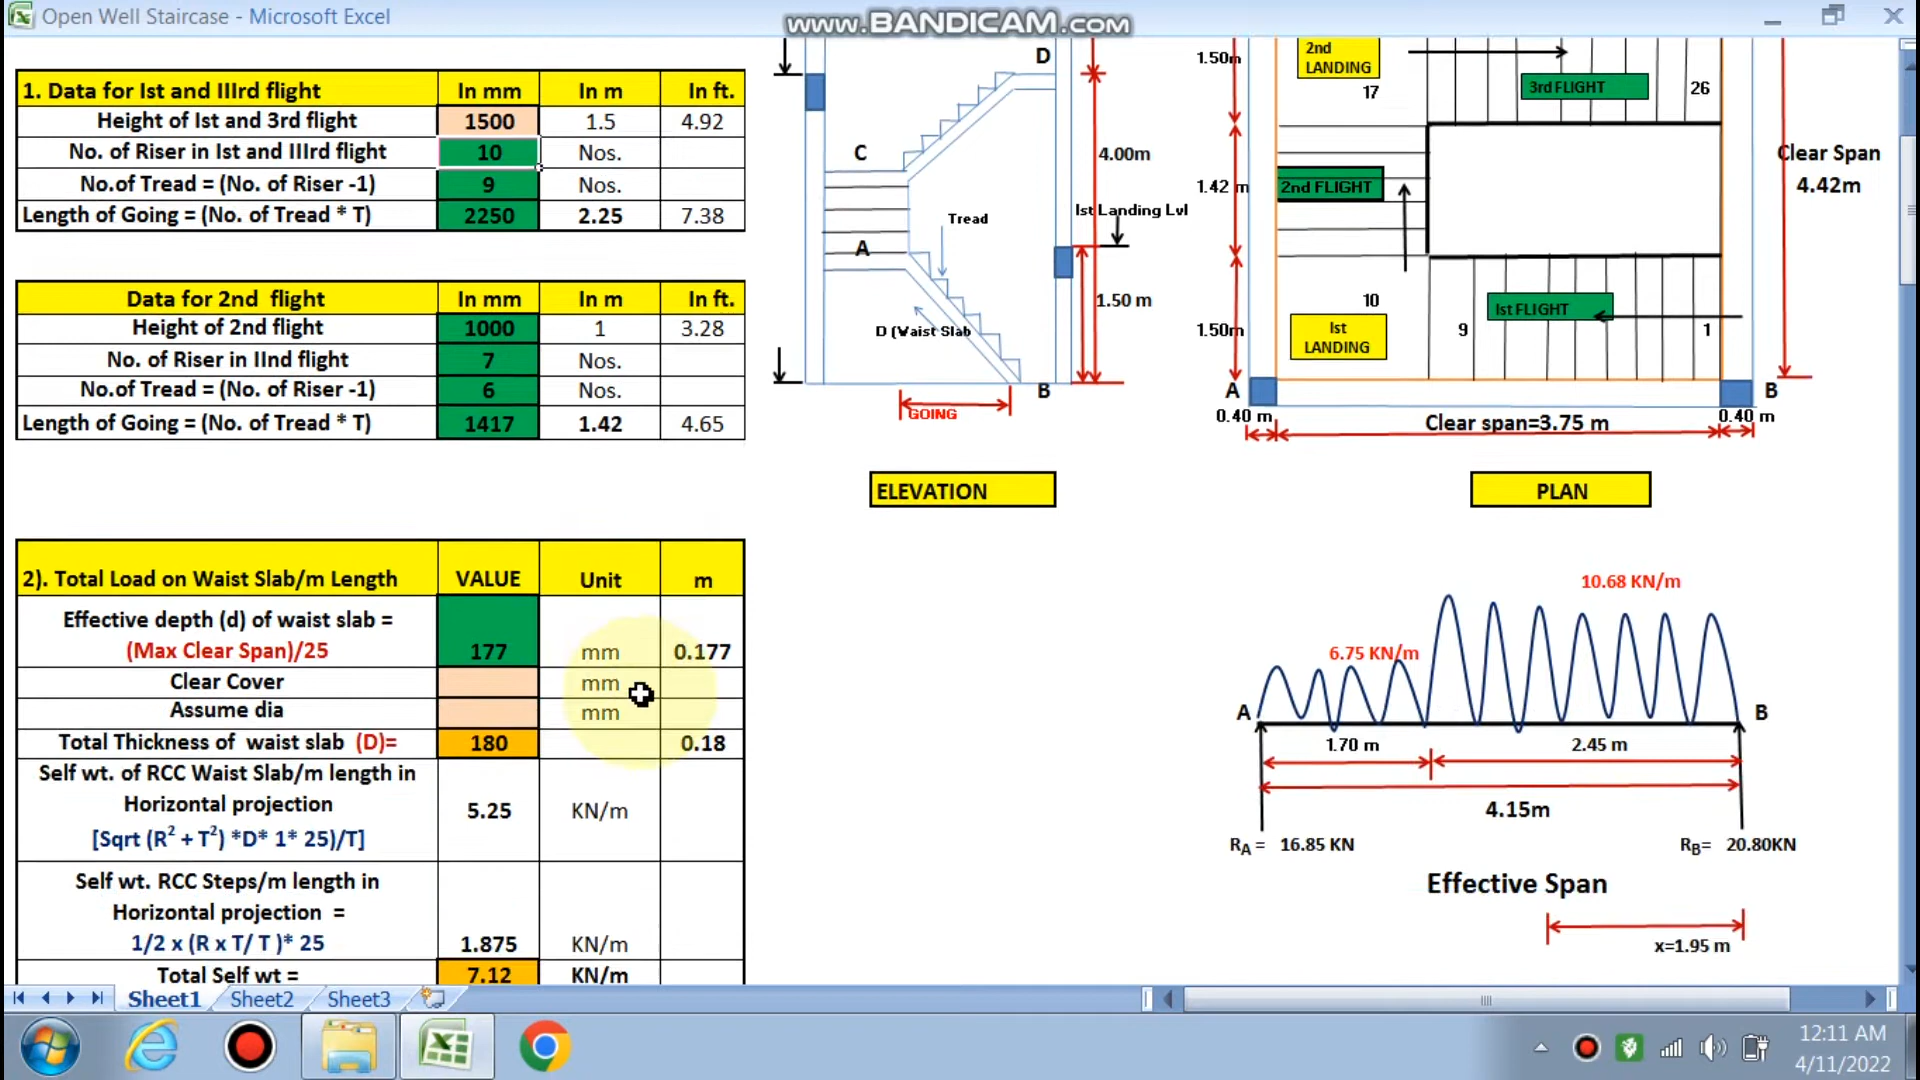 Open Well Staircase - Microsoft Excel
www.BANDICAM.com
1. Data for Ist and IIIrd flight In mm In m In ft.
Height of Ist and 3rd flight 1500 1.5 4.92
No. of Riser in Ist and IIIrd flight 10 Nos.
No.of Tread = (No. of Riser -1) 9 Nos.
Length of Going = (No. of Tread * T) 2250 2.25 7.38
Data for 2nd flight In mm In m In ft.
Height of 2nd flight 1000 1 3.28
No. of Riser in IInd flight 7 Nos.
No.of Tread = (No. of Riser -1) 6 Nos.
Length of Going = (No. of Tread * T) 1417 1.42 4.65
2). Total Load on Waist Slab/m Length VALUE Unit m
Effective depth (d) of waist slab =
(Max Clear Span)/25 177 mm 0.177
Clear Cover mm
Assume dia mm
Total Thickness of waist slab (D)= 180 0.18
Self wt. of RCC Waist Slab/m length in
Horizontal projection 5.25 KN/m
[Sqrt (R² + T²) *D* 1* 25)/T]
Self wt. RCC Steps/m length in
Horizontal projection =
1/2 x (R x T/ T )* 25 1.875 KN/m
Total Self wt = 7.12 KN/m
D
C
4.00m
Tread
Ist Landing Lvl
A
1.50 m
D (Waist Slab
B
GOING
ELEVATION
1.50m
2nd
LANDING
17
3rd FLIGHT
26
Clear Span
4.42m
1.42 m
2nd FLIGHT
1.50m
10
Ist FLIGHT
Ist
LANDING
9
1
A
B
0.40 m
0.40 m
Clear span=3.75 m
PLAN
10.68 KN/m
6.75 KN/m
A
B
1.70 m
2.45 m
4.15m
RA = 16.85 KN
RB= 20.80KN
Effective Span
x=1.95 m
Sheet1 Sheet2 Sheet3
12:11 AM
4/11/2022